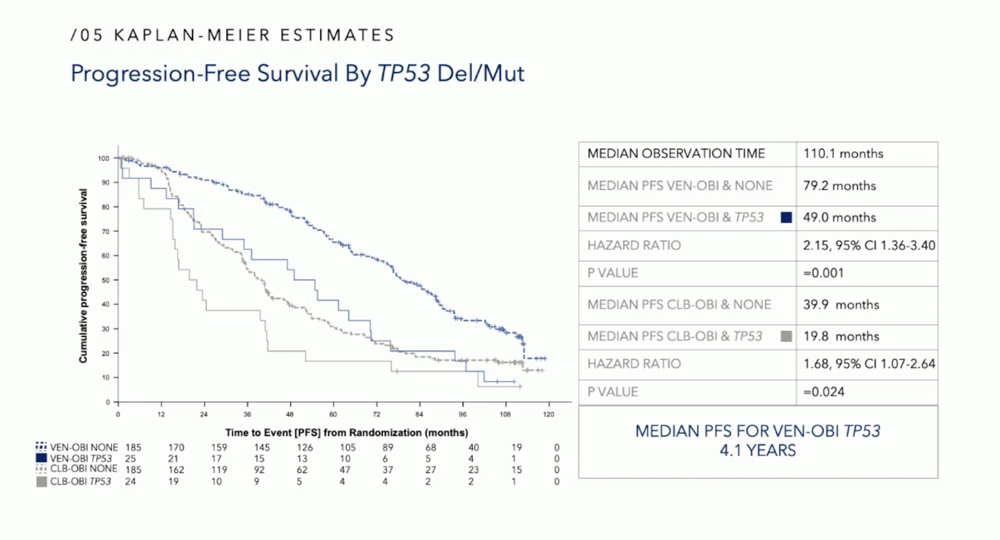 /05 KAPLAN-MEIER ESTIMATES
Progression-Free Survival By TP53 Del/Mut
Cumulative progression-free survival
100
90
80
70
60
50
40
30
20
10
0
0 12 24 36 48 60 72 84 96 108 120
Time to Event [PFS] from Randomization (months)
VEN-OBI NONE 185 170 159 145 126 105 89 68 40 19 0
VEN-OBI TP53 25 21 17 15 13 10 6 5 4 1 0
CLB-OBI NONE 185 162 119 92 62 47 37 27 23 15 0
CLB-OBI TP53 24 19 10 9 5 4 4 2 2 1 0
MEDIAN OBSERVATION TIME 110.1 months
MEDIAN PFS VEN-OBI & NONE 79.2 months
MEDIAN PFS VEN-OBI & TP53 49.0 months
HAZARD RATIO 2.15, 95% CI 1.36-3.40
P VALUE =0.001
MEDIAN PFS CLB-OBI & NONE 39.9 months
MEDIAN PFS CLB-OBI & TP53 19.8 months
HAZARD RATIO 1.68, 95% CI 1.07-2.64
P VALUE =0.024
MEDIAN PFS FOR VEN-OBI TP53
4.1 YEARS